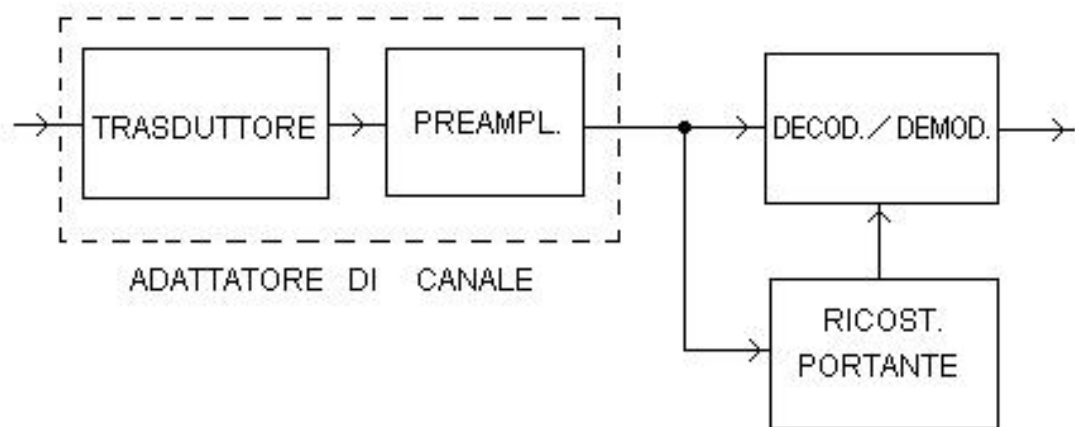 TRASDUTTORE
PREAMPL.
DECOD./DEMOD.
ADATTATORE DI CANALE
RICOST.
PORTANTE